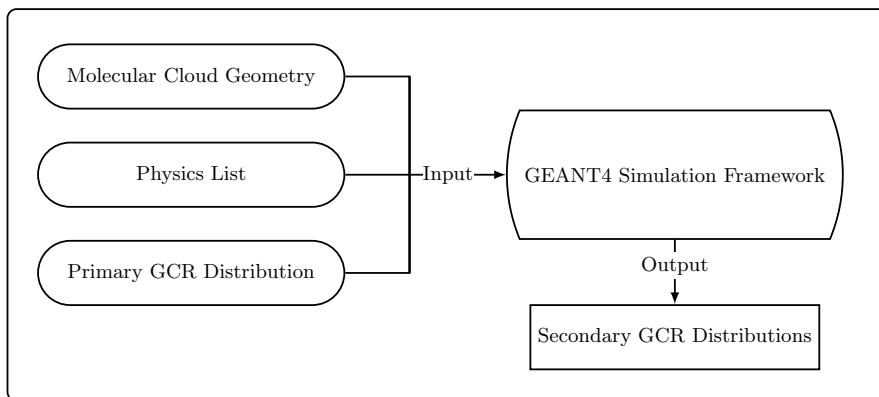 Molecular Cloud Geometry
Physics List
Primary GCR Distribution
Input
GEANT4 Simulation Framework
Output
Secondary GCR Distributions